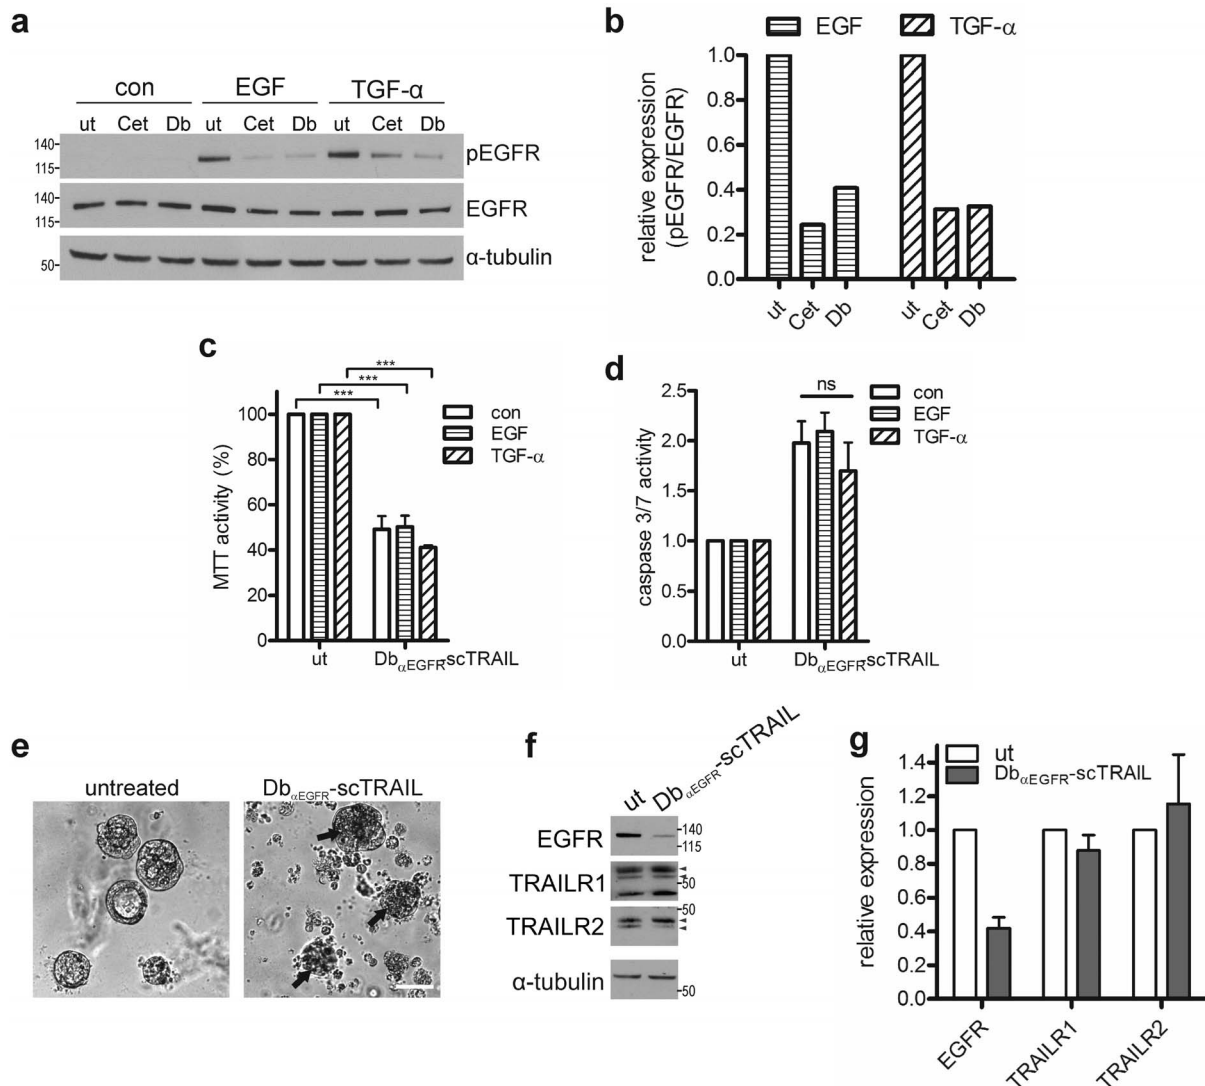 a
con EGF TGF-α
ut Cet Db ut Cet Db ut Cet Db
140
115
pEGFR
140
115
EGFR
50
α-tubulin
b
EGF TGF-α
relative expression
(pEGFR/EGFR)
1.0
0.8
0.6
0.4
0.2
0.0
ut Cet Db ut Cet Db
c
***
***
***
con
EGF
TGF-α
MTT activity (%)
100
80
60
40
20
0
ut DbαEGFR-scTRAIL
d
ns
con
EGF
TGF-α
caspase 3/7 activity
2.5
2.0
1.5
1.0
0.5
0.0
ut DbαEGFR-scTRAIL
e
untreated DbαEGFR-scTRAIL
f
ut DbαEGFR-scTRAIL
EGFR
140
115
TRAILR1
50
TRAILR2
50
α-tubulin
50
g
ut
DbαEGFR-scTRAIL
relative expression
1.4
1.2
1.0
0.8
0.6
0.4
0.2
0.0
EGFR TRAILR1 TRAILR2